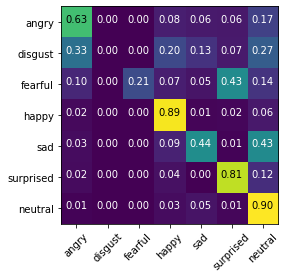 angry 0.63 0.00 0.00 0.08 0.06 0.06 0.17
disgust 0.33 0.00 0.00 0.20 0.13 0.07 0.27
fearful 0.10 0.00 0.21 0.07 0.05 0.43 0.14
happy 0.02 0.00 0.00 0.89 0.01 0.02 0.06
sad 0.03 0.00 0.00 0.09 0.44 0.01 0.43
surprised 0.02 0.00 0.00 0.04 0.00 0.81 0.12
neutral 0.01 0.00 0.00 0.03 0.05 0.01 0.90
angry disgust fearful happy sad surprised neutral